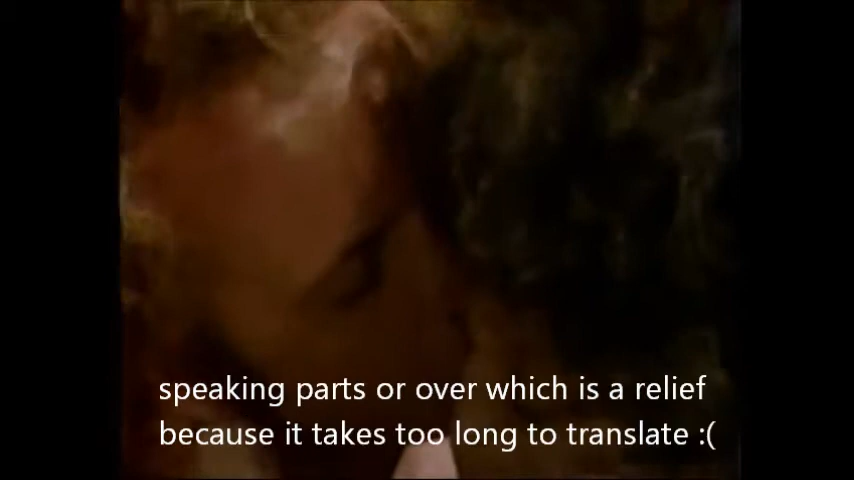 speaking parts or over which is a relief
because it takes too long to translate :(